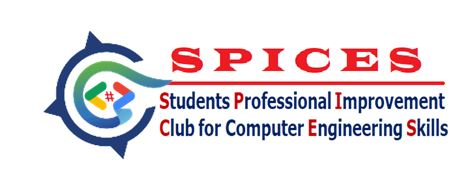 SPICES
#
Students Professional Improvement
Club for Computer Engineering Skills